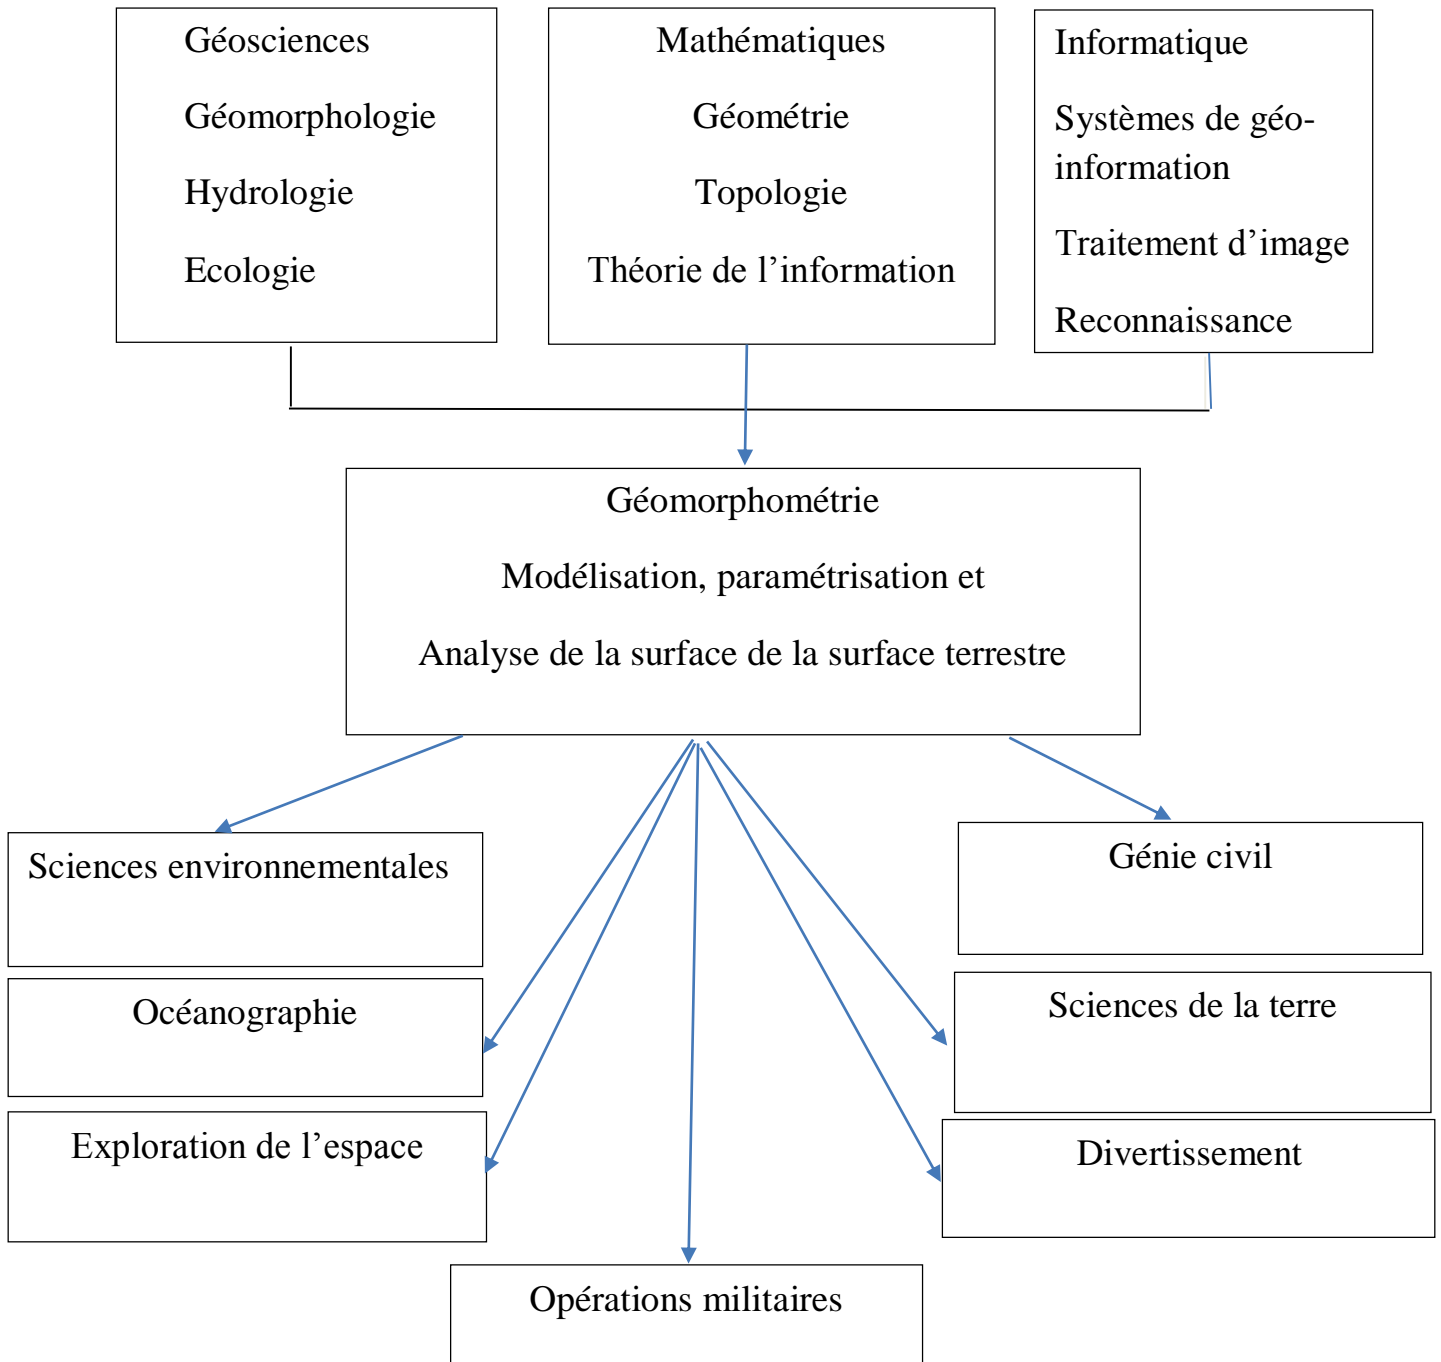 Géosciences
Géomorphologie
Hydrologie
Ecologie
Mathématiques
Géométrie
Topologie
Théorie de l’information
Informatique
Systèmes de géo-
information
Traitement d’image
Reconnaissance
Géomorphométrie
Modélisation, paramétrisation et
Analyse de la surface de la surface terrestre
Sciences environnementales
Génie civil
Océanographie
Sciences de la terre
Exploration de l’espace
Divertissement
Opérations militaires